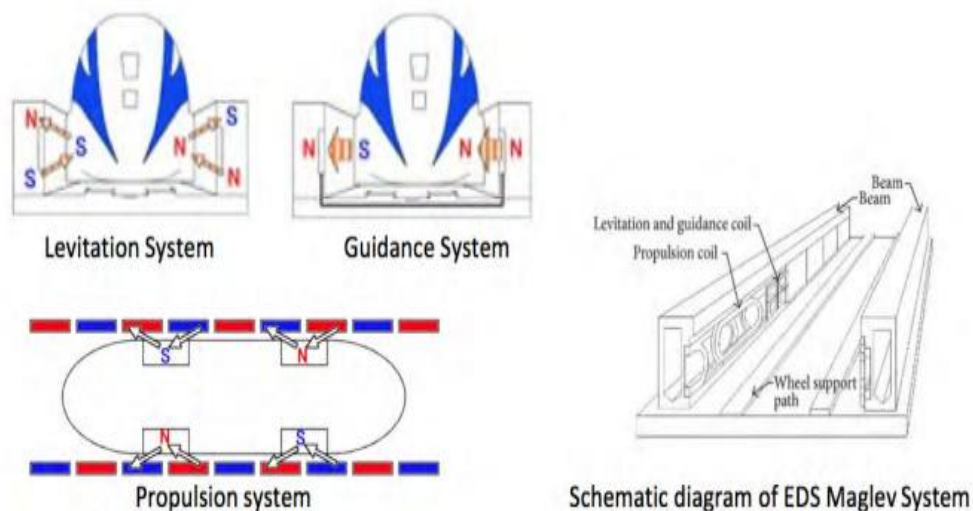 N S S N
S N
N S N N
Levitation System
Guidance System
Beam
Beam
Levitation and guidance coil
Propulsion coil
Wheel support
path
S N
N S
Propulsion system
Schematic diagram of EDS Maglev System